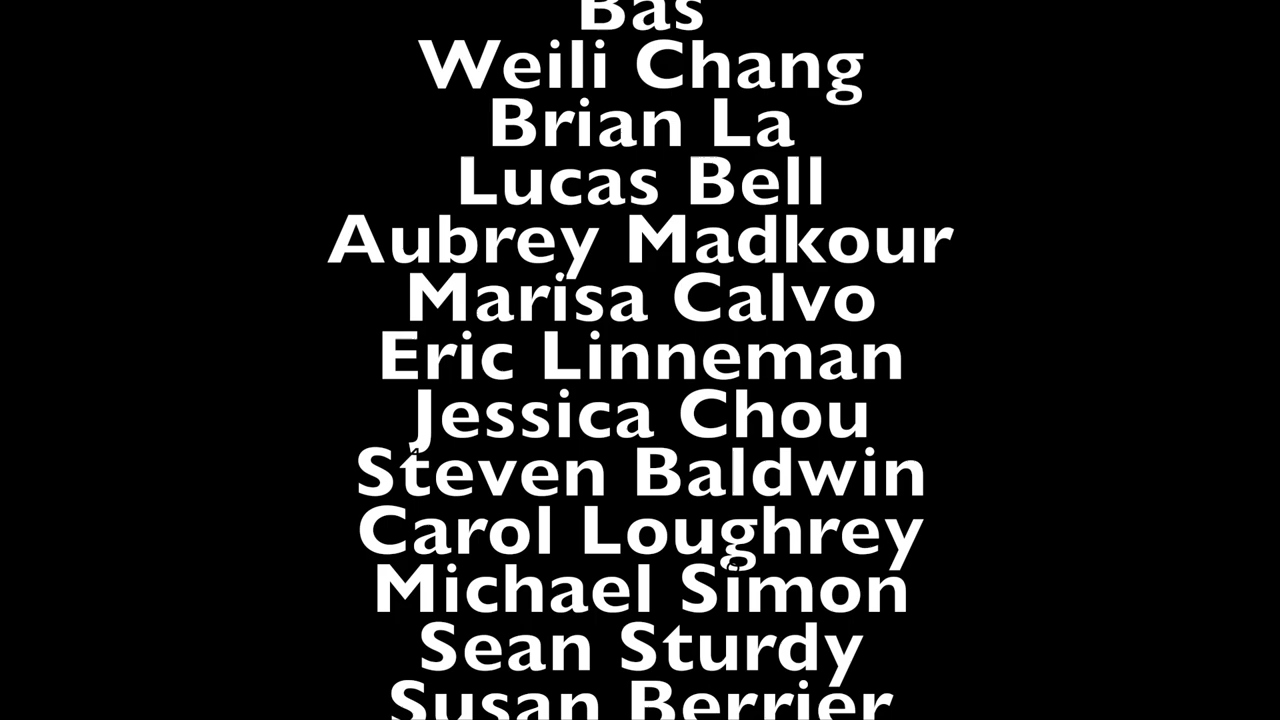 Bas
Weili Chang
Brian La
Lucas Bell
Aubrey Madkour
Marisa Calvo
Eric Linneman
Jessica Chou
Steven Baldwin
Carol Loughrey
Michael Simon
Sean Sturdy
Susan Berrier